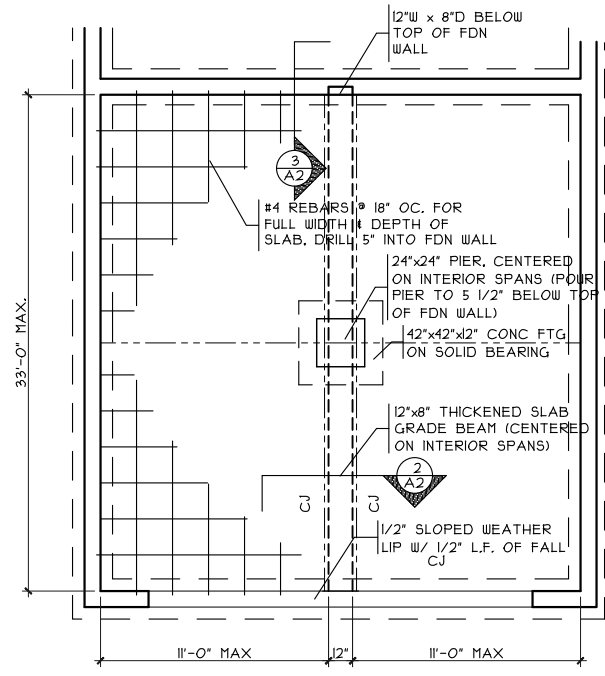 12"W x 8"D BELOW
TOP OF FDN
WALL
3
A2
#4 REBARS @ 18" OC. FOR
FULL WIDTH & DEPTH OF
SLAB. DRILL 5" INTO FDN WALL
24"x24" PIER, CENTERED
ON INTERIOR SPANS (POUR
PIER TO 5 1/2" BELOW TOP
OF FDN WALL)
42"x42"x12" CONC FTG
ON SOLID BEARING
33'-0" MAX.
12"x8" THICKENED SLAB
GRADE BEAM (CENTERED
ON INTERIOR SPANS)
2
A2
CJ
CJ
1/2" SLOPED WEATHER
LIP W/ 1/2" L.F. OF FALL
CJ
11'-0" MAX
12"
11'-0" MAX